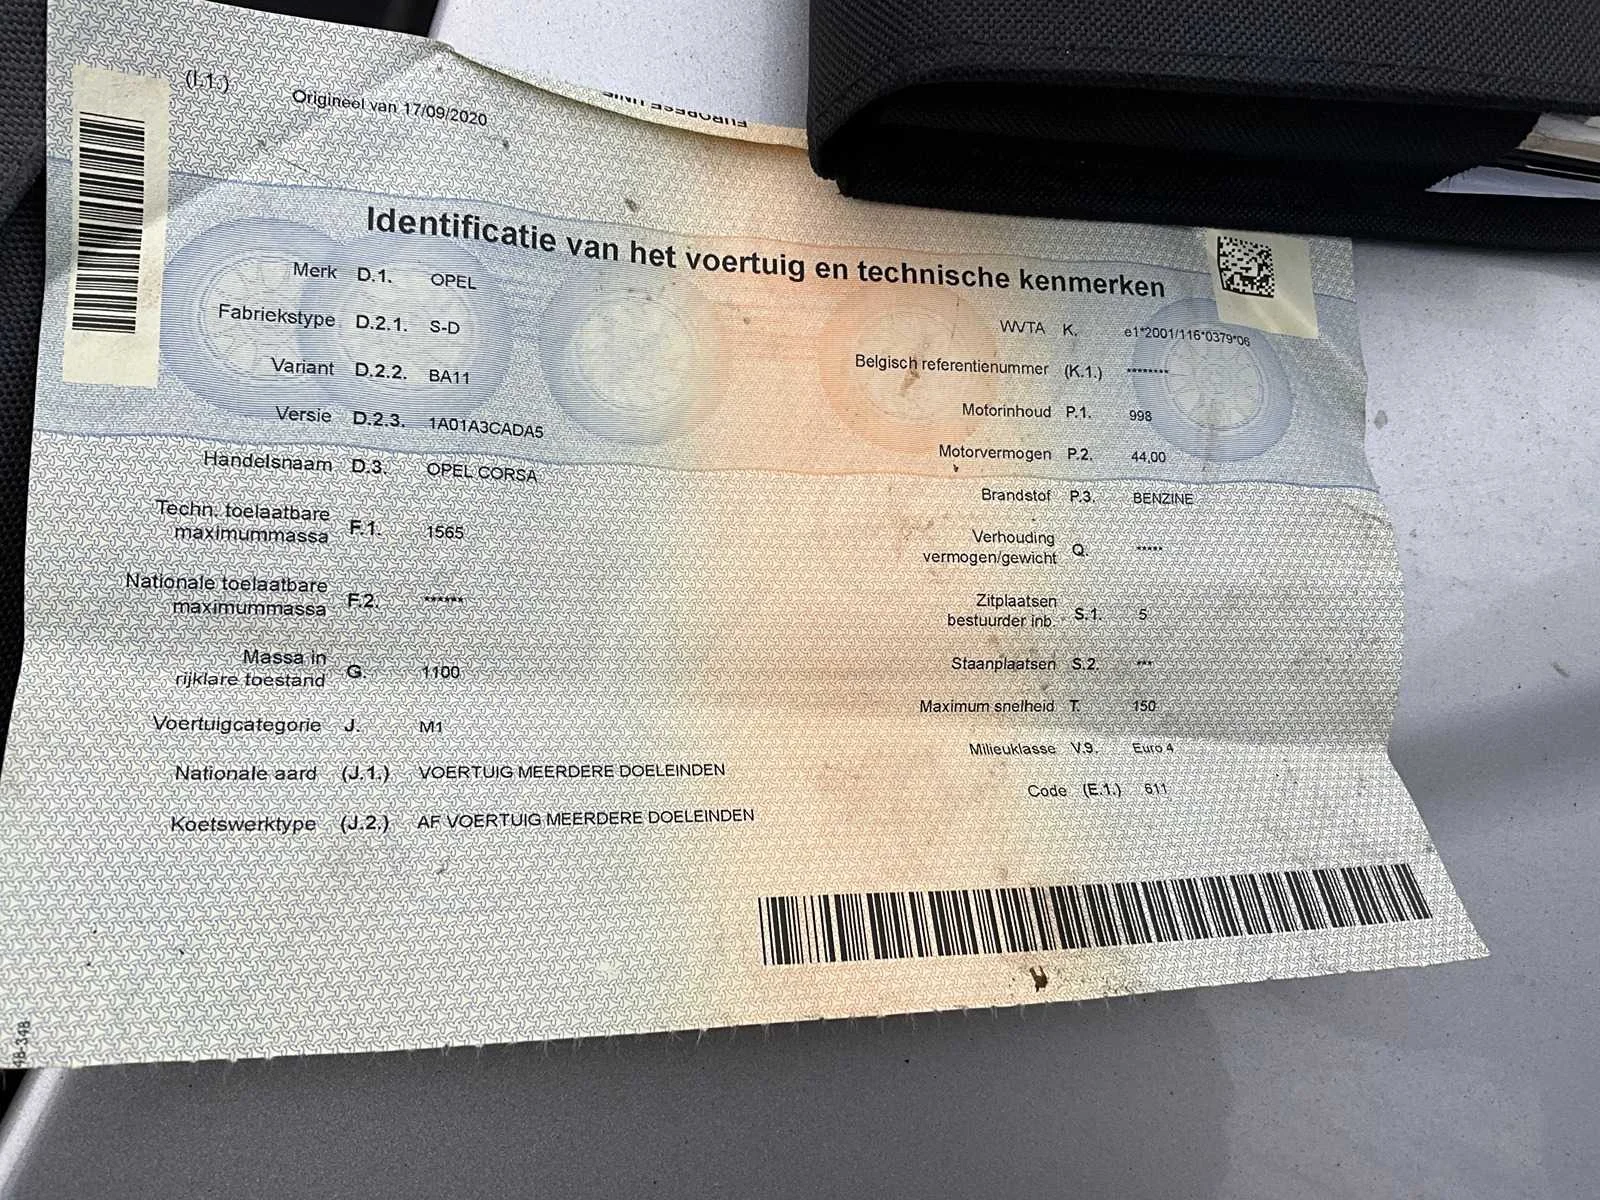 (I.1.)
Origineel van 17/09/2020
EUROPESE UNIE
Identificatie van het voertuig en technische kenmerken
Merk D.1. OPEL
Fabriekstype D.2.1. S-D
Variant D.2.2. BA11
Versie D.2.3. 1A01A3CADA5
Handelsnaam D.3. OPEL CORSA
Techn. toelaatbare
maximummassa F.1. 1565
Nationale toelaatbare
maximummassa F.2. ******
Massa in
rijklare toestand G. 1100
Voertuigcategorie J. M1
Nationale aard (J.1.) VOERTUIG MEERDERE DOELEINDEN
Koetswerktype (J.2.) AF VOERTUIG MEERDERE DOELEINDEN
WVTA K. e1*2001/116*0379*06
Belgisch referentienummer (K.1.) ********
Motorinhoud P.1. 998
Motorvermogen P.2. 44,00
Brandstof P.3. BENZINE
Verhouding
vermogen/gewicht Q. *****
Zitplaatsen
bestuurder inb. S.1. 5
Staanplaatsen S.2. ***
Maximum snelheid T. 150
Milieuklasse V.9. Euro 4
Code (E.1.) 611
48-348